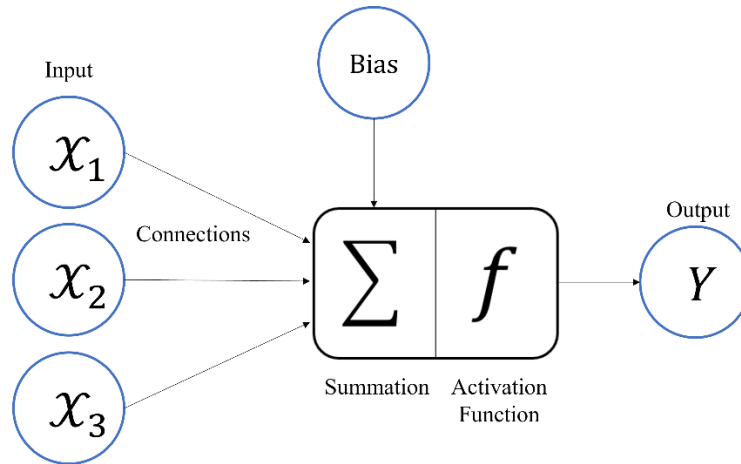 Bias
Input
x₁
Connections
x₂
x₃
∑
f
Summation
Activation
Function
Output
Y